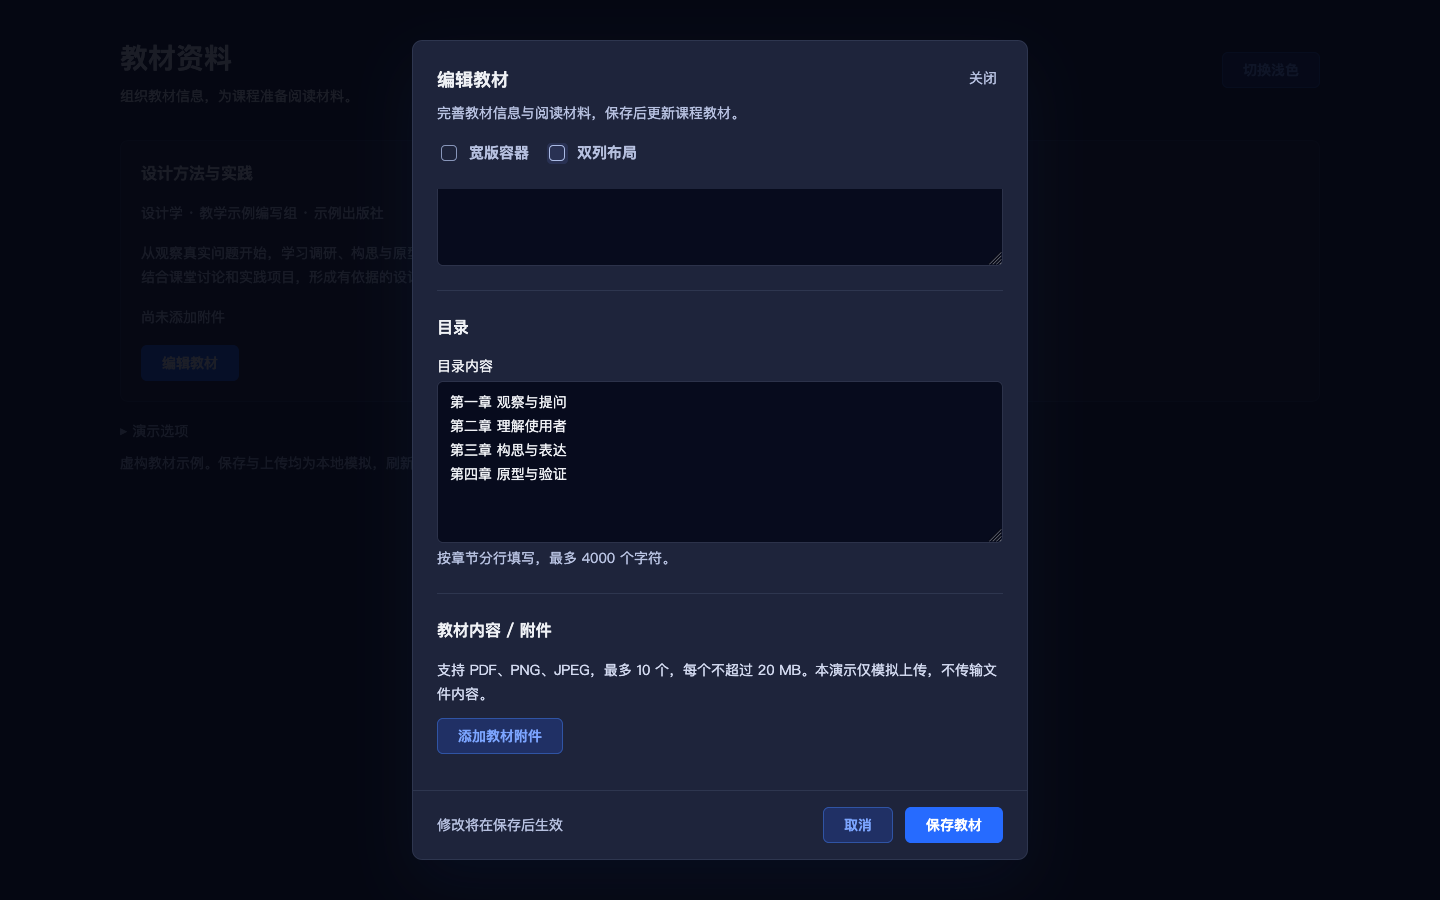 教材资料
组织教材信息，为课程准备阅读材料。
切换浅色
设计方法与实践
设计学 · 教学示例编写组 · 示例出版社
从观察真实问题开始，学习调研、构思与原型
结合课堂讨论和实践项目，形成有依据的设计
尚未添加附件
编辑教材
▸ 演示选项
虚构教材示例。保存与上传均为本地模拟，刷新
编辑教材
关闭
完善教材信息与阅读材料，保存后更新课程教材。
宽版容器 双列布局
目录
目录内容
第一章 观察与提问
第二章 理解使用者
第三章 构思与表达
第四章 原型与验证
按章节分行填写，最多 4000 个字符。
教材内容 / 附件
支持 PDF、PNG、JPEG，最多 10 个，每个不超过 20 MB。本演示仅模拟上传，不传输文
件内容。
添加教材附件
修改将在保存后生效
取消
保存教材